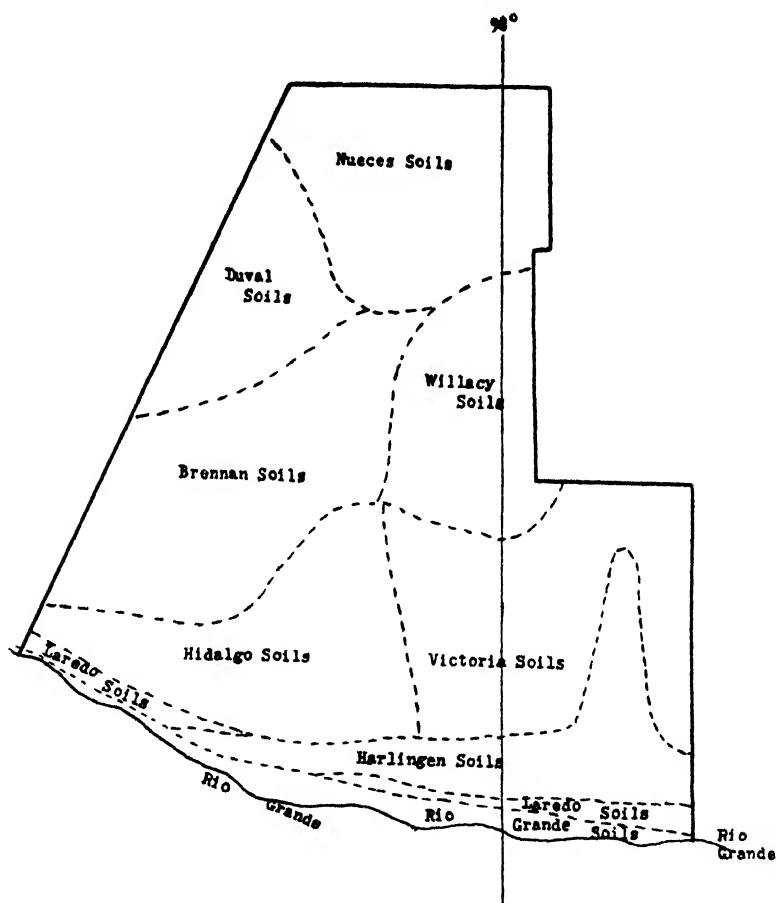 98°
Nueces Soils
Duval
Soils
Willacy
Soils
Brennan Soils
Hidalgo Soils
Victoria Soils
Laredo
Soils
Harlingen Soils
Rio
Grande
Laredo
Soils
Rio
Grande
Soils
Rio
Grande